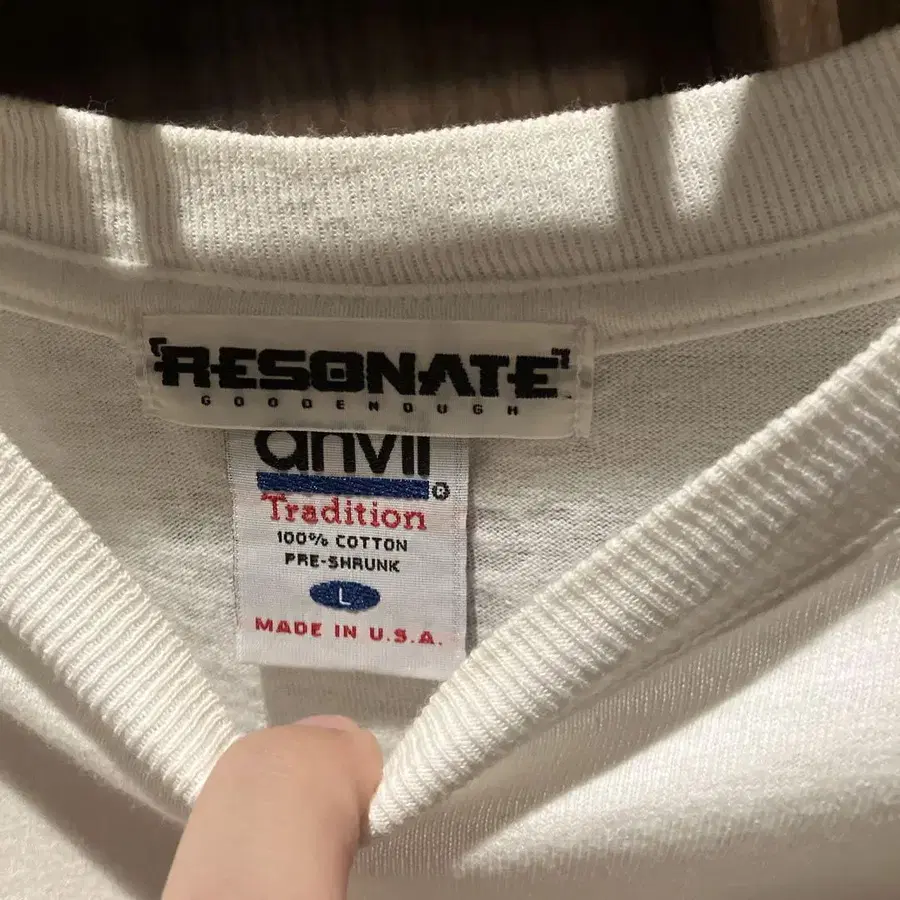 "RESONATE"
GOODENOUGH
anvil
®
Tradition
100% COTTON
PRE-SHRUNK
L
MADE IN U.S.A.